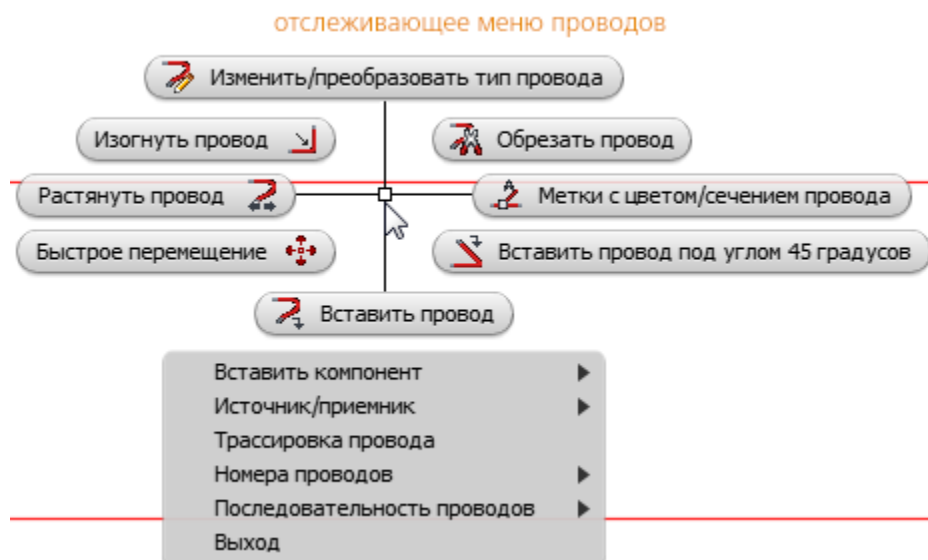 отслеживающее меню проводов
Изменить/преобразовать тип провода
Изогнуть провод
Обрезать провод
Растянуть провод
Метки с цветом/сечением провода
Быстрое перемещение
Вставить провод под углом 45 градусов
Вставить провод
Вставить компонент
Источник/приемник
Трассировка провода
Номера проводов
Последовательность проводов
Выход